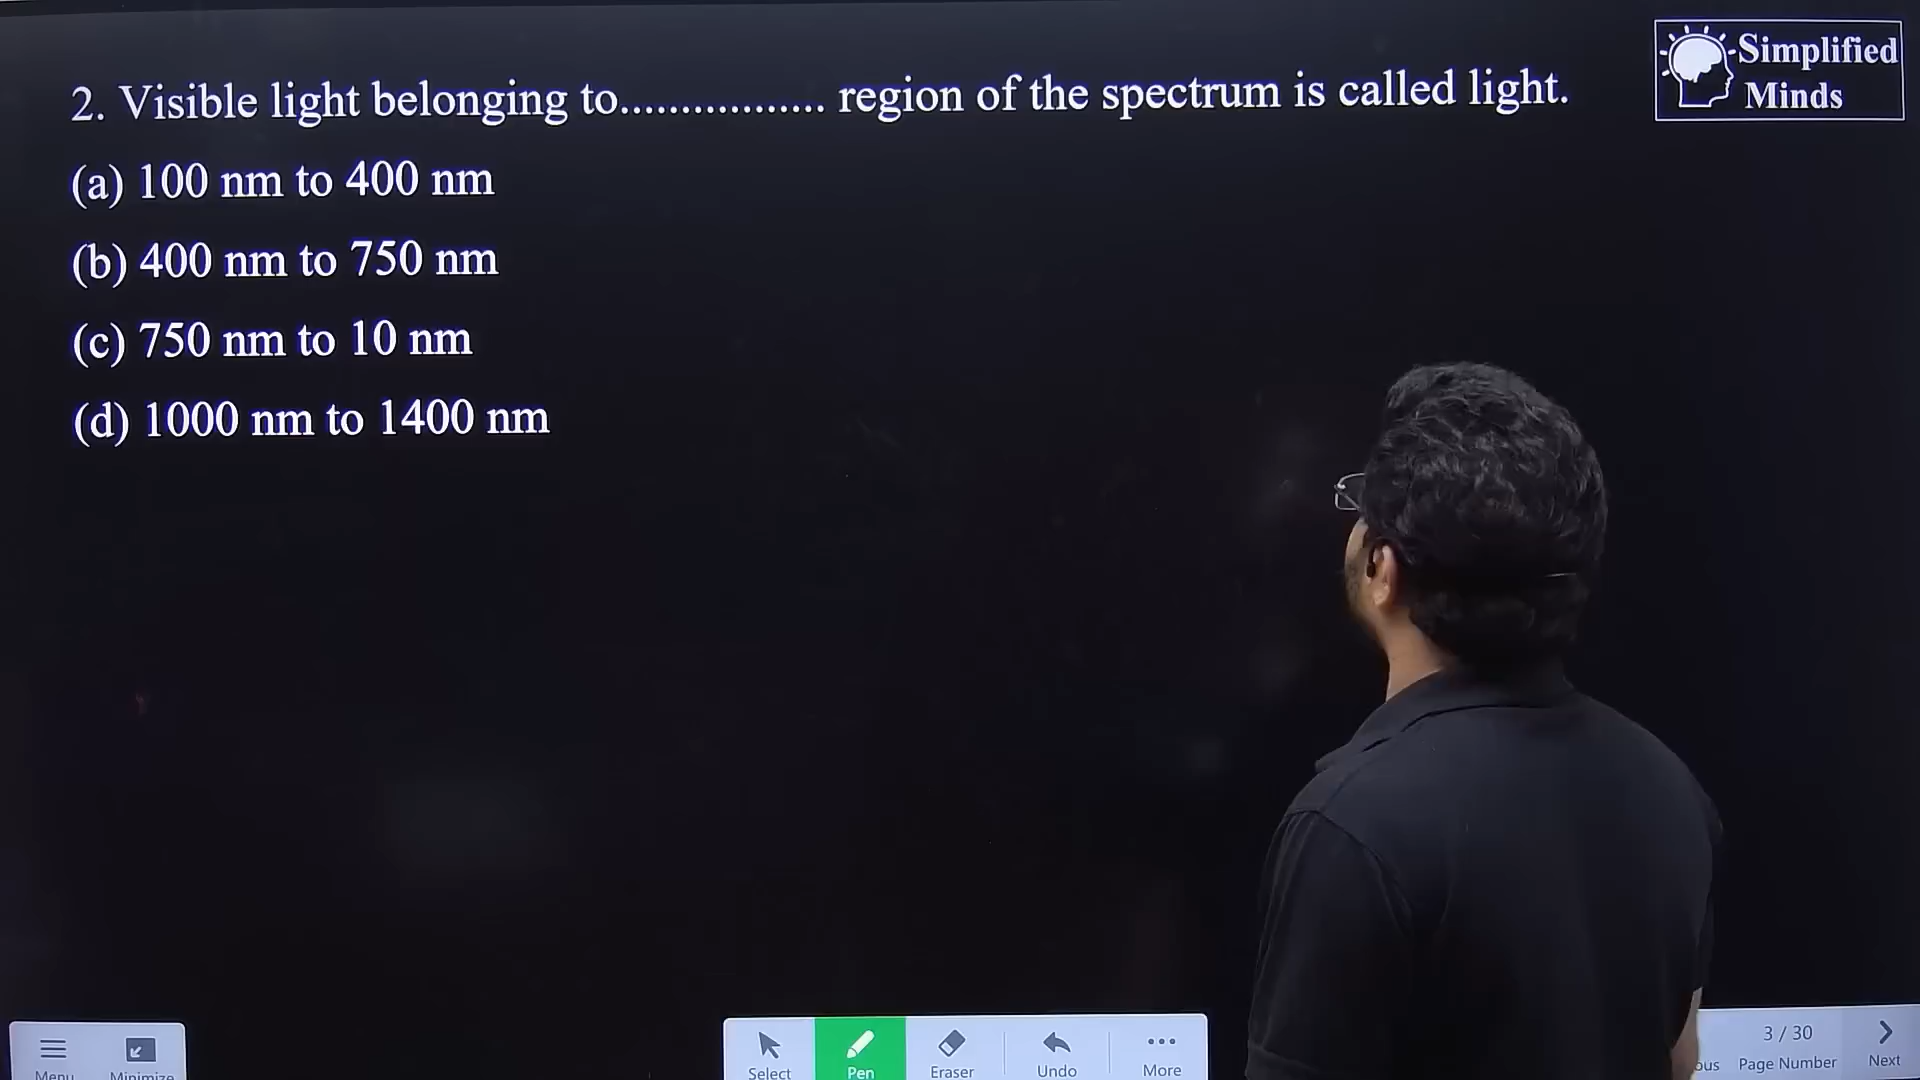 2. Visible light belonging to................. region of the spectrum is called light.
(a) 100 nm to 400 nm
(b) 400 nm to 750 nm
(c) 750 nm to 10 nm
(d) 1000 nm to 1400 nm
Simplified
Minds
Menu
Minimize
Select
Pen
Eraser
Undo
More
3 / 30
Page Number
Next